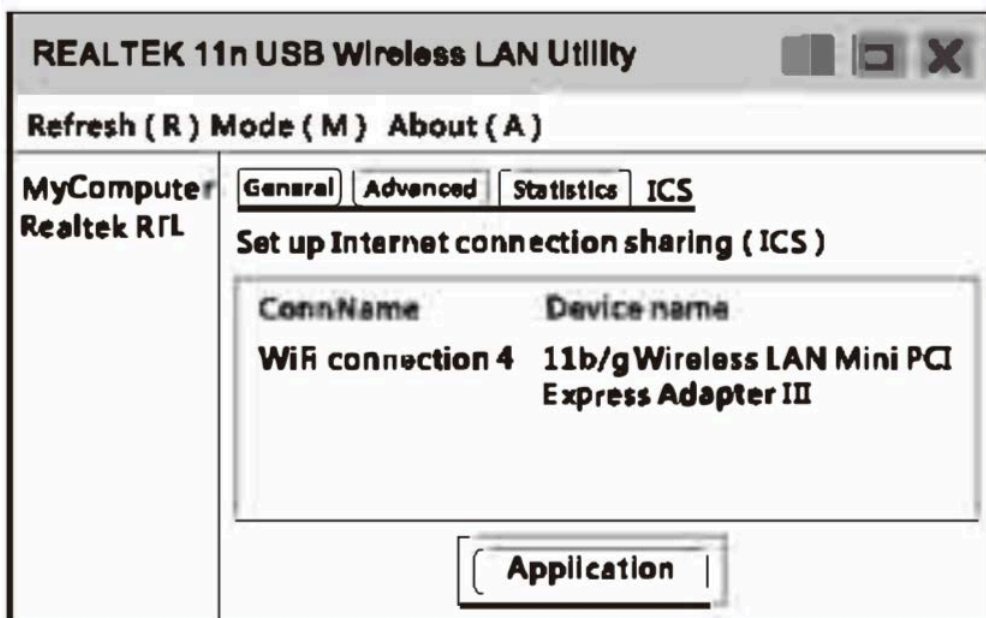 REALTEK 11n USB Wireless LAN Utility
Refresh ( R ) Mode ( M ) About ( A )
MyComputer
Realtek RTL
General Advanced Statistics ICS
Set up Internet connection sharing ( ICS )
ConnName Device name
WiFi connection 4 11b/g Wireless LAN Mini PCI
Express Adapter III
Application